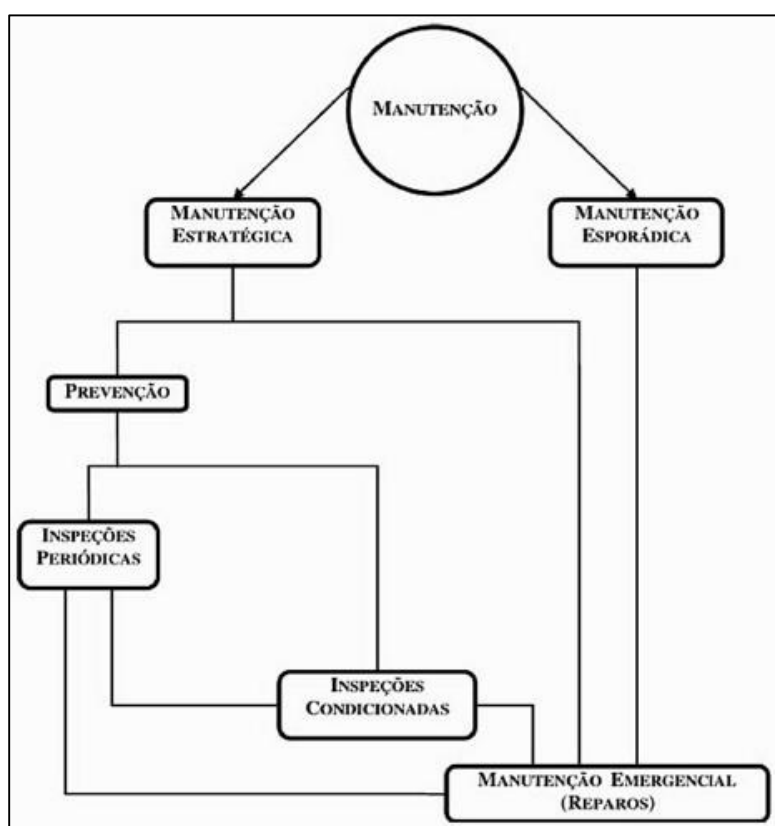 MANUTENÇÃO
MANUTENÇÃO
ESTRATÉGICA
MANUTENÇÃO
ESPORÁDICA
PREVENÇÃO
INSPEÇÕES
PERIÓDICAS
INSPEÇÕES
CONDICIONADAS
MANUTENÇÃO EMERGENCIAL
(REPAROS)